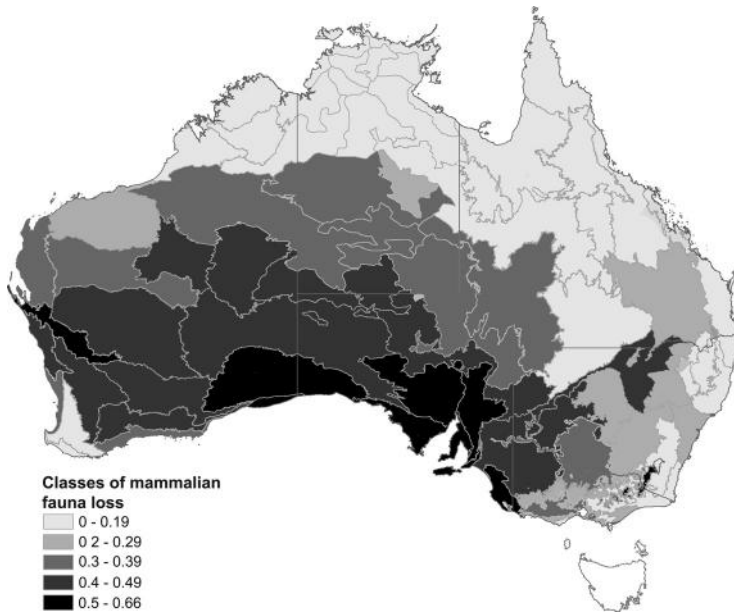 Classes of mammalian
fauna loss
0 - 0.19
0 2 - 0.29
0.3 - 0.39
0.4 - 0.49
0.5 - 0.66